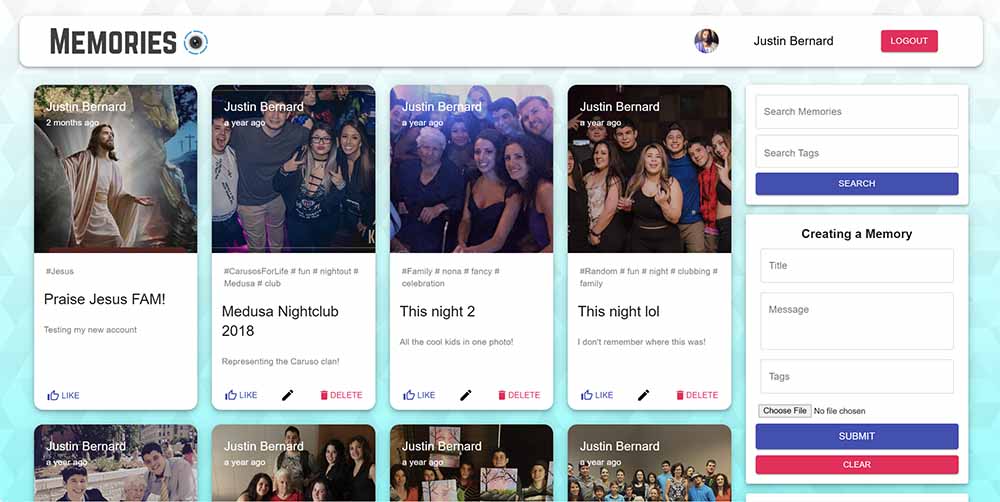 MEMORIES
Justin Bernard
LOGOUT
Justin Bernard
2 months ago
#Jesus
Praise Jesus FAM!
Testing my new account
LIKE
Justin Bernard
a year ago
#CarusosForLife # fun # nightout #
Medusa # club
Medusa Nightclub
2018
Representing the Caruso clan!
LIKE
DELETE
Justin Bernard
a year ago
#Family # nona # fancy #
celebration
This night 2
All the cool kids in one photo!
LIKE
DELETE
Justin Bernard
a year ago
#Random # fun # night # clubbing #
family
This night lol
I don't remember where this was!
LIKE
DELETE
Justin Bernard
a year ago
Justin Bernard
a year ago
Justin Bernard
a year ago
Justin Bernard
a year ago
Search Memories
Search Tags
SEARCH
Creating a Memory
Title
Message
Tags
Choose File No file chosen
SUBMIT
CLEAR